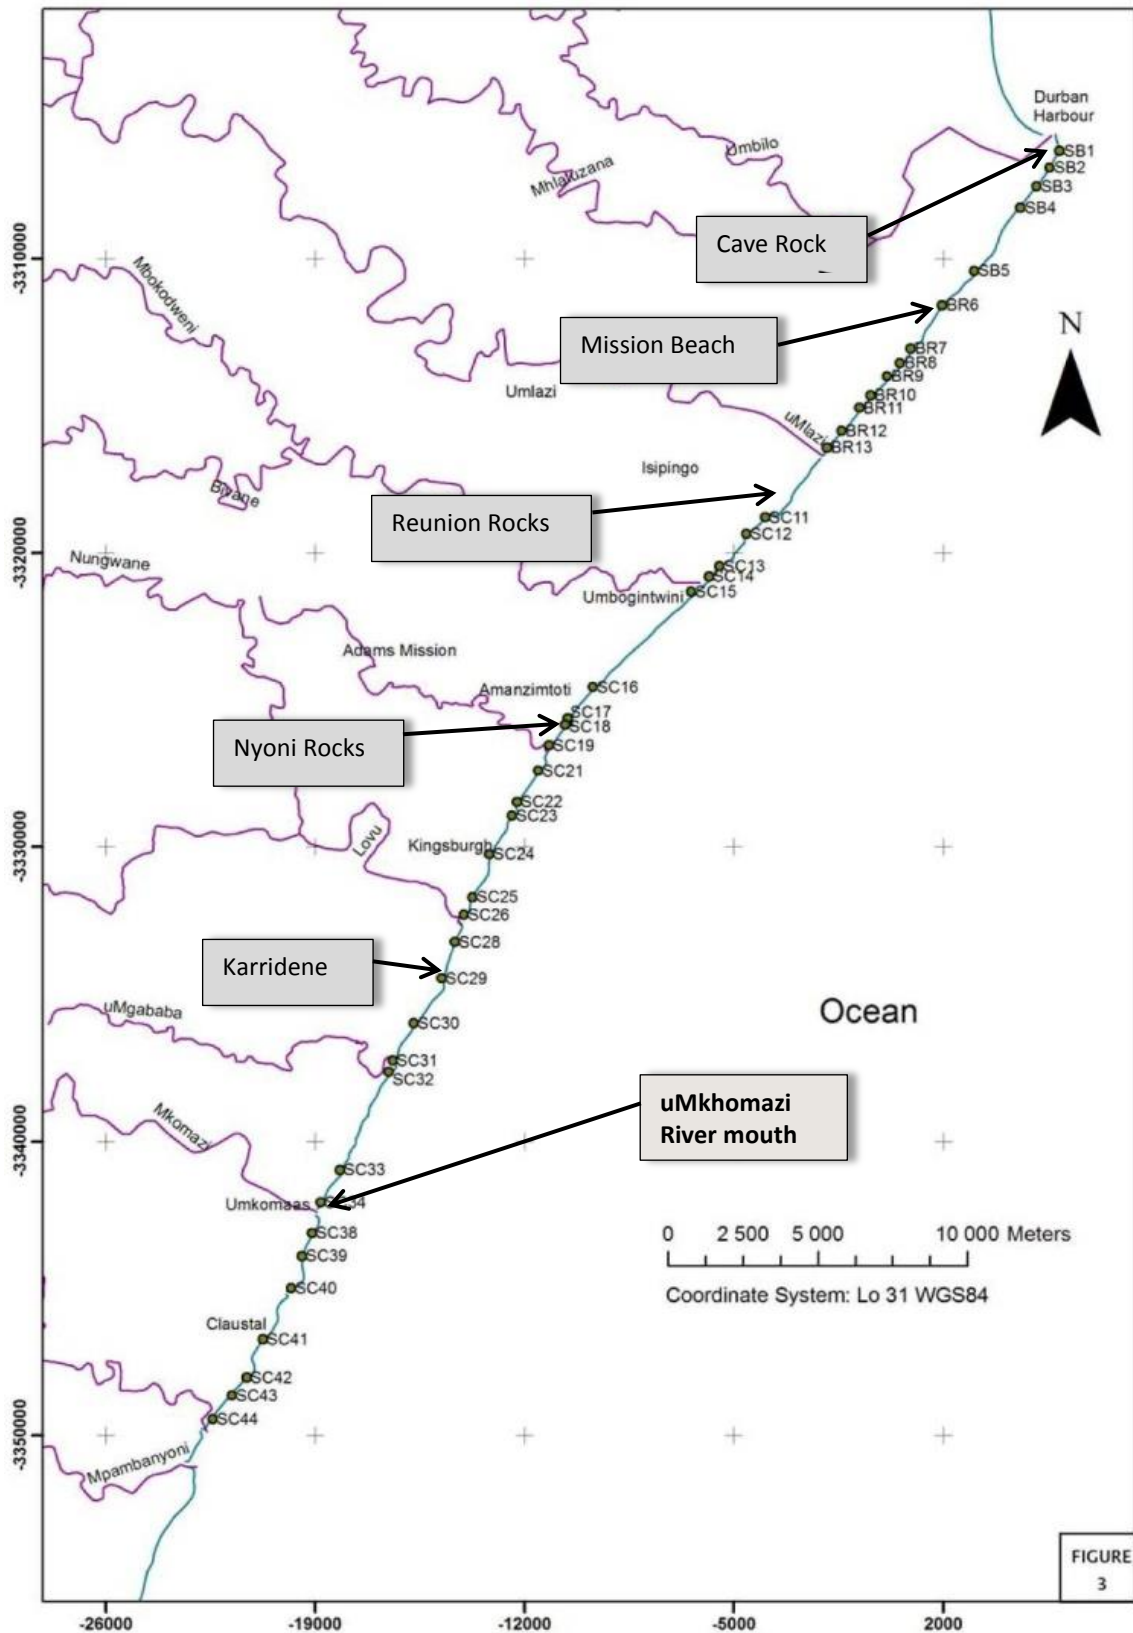 Durban
Harbour
SB1
SB2
SB3
SB4
SB5
Umbilo
Mhlatuzana
Cave Rock
-3310000
Mbokodweni
BR6
N
Mission Beach
BR7
BR8
BR9
BR10
BR11
BR12
BR13
Umlazi
uMlazi
Isipingo
Biyane
Reunion Rocks
SC11
SC12
-3320000
Nungwane
SC13
SC14
SC15
Umbogintwini
Adams Mission
Amanzimtoti
SC16
SC17
SC18
Nyoni Rocks
SC19
SC21
SC22
SC23
-3330000
Lovu
Kingsburgh
SC24
SC25
SC26
SC28
Karridene
SC29
uMgababa
SC30
Ocean
SC31
SC32
uMkhomazi
River mouth
Mkomazi
-3340000
SC33
Umkomaas
SC34
SC38
SC39
0 2 500 5 000 10 000 Meters
SC40
Coordinate System: Lo 31 WGS84
Claustal
SC41
SC42
SC43
SC44
-3350000
Mpambanyoni
FIGURE
3
-26000 -19000 -12000 -5000 2000